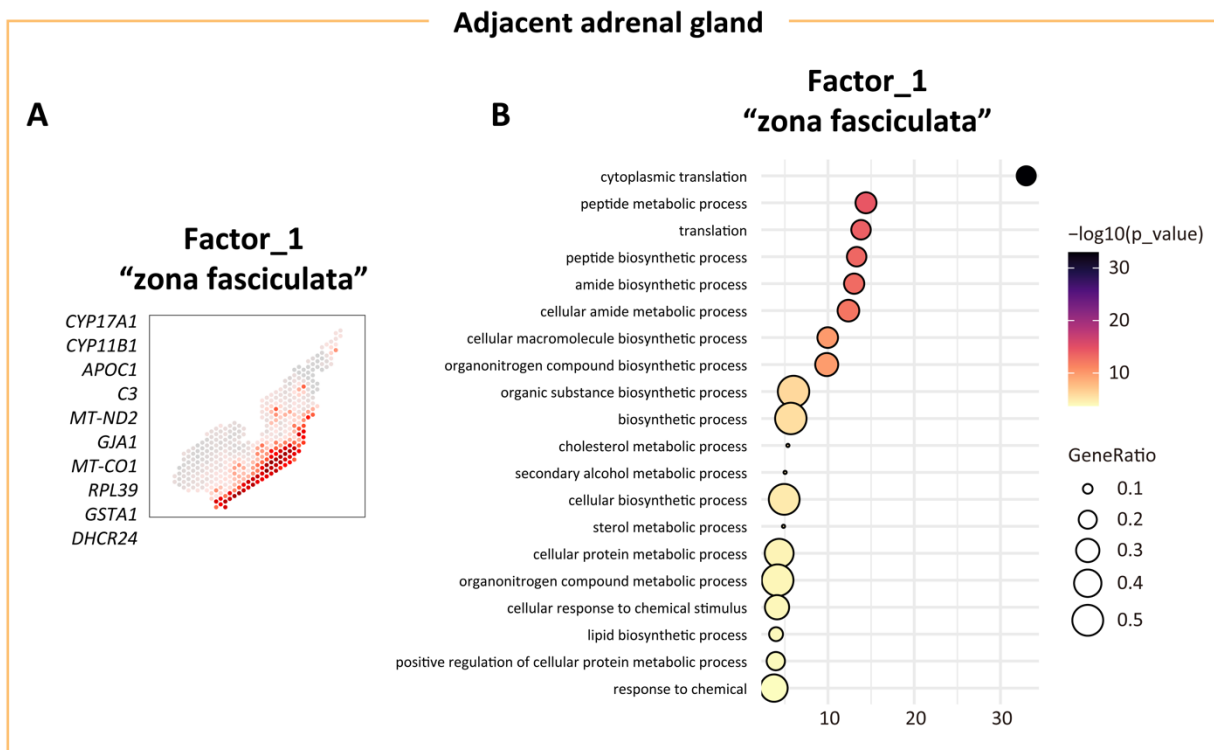 Adjacent adrenal gland
A
Factor_1
“zona fasciculata”
CYP17A1
CYP11B1
APOC1
C3
MT-ND2
GJA1
MT-CO1
RPL39
GSTA1
DHCR24
B
Factor_1
“zona fasciculata”
cytoplasmic translation
peptide metabolic process
translation
peptide biosynthetic process
amide biosynthetic process
cellular amide metabolic process
cellular macromolecule biosynthetic process
organonitrogen compound biosynthetic process
organic substance biosynthetic process
biosynthetic process
cholesterol metabolic process
secondary alcohol metabolic process
cellular biosynthetic process
sterol metabolic process
cellular protein metabolic process
organonitrogen compound metabolic process
cellular response to chemical stimulus
lipid biosynthetic process
positive regulation of cellular protein metabolic process
response to chemical
10 20 30
−log10(p_value)
30
20
10
GeneRatio
0.1
0.2
0.3
0.4
0.5